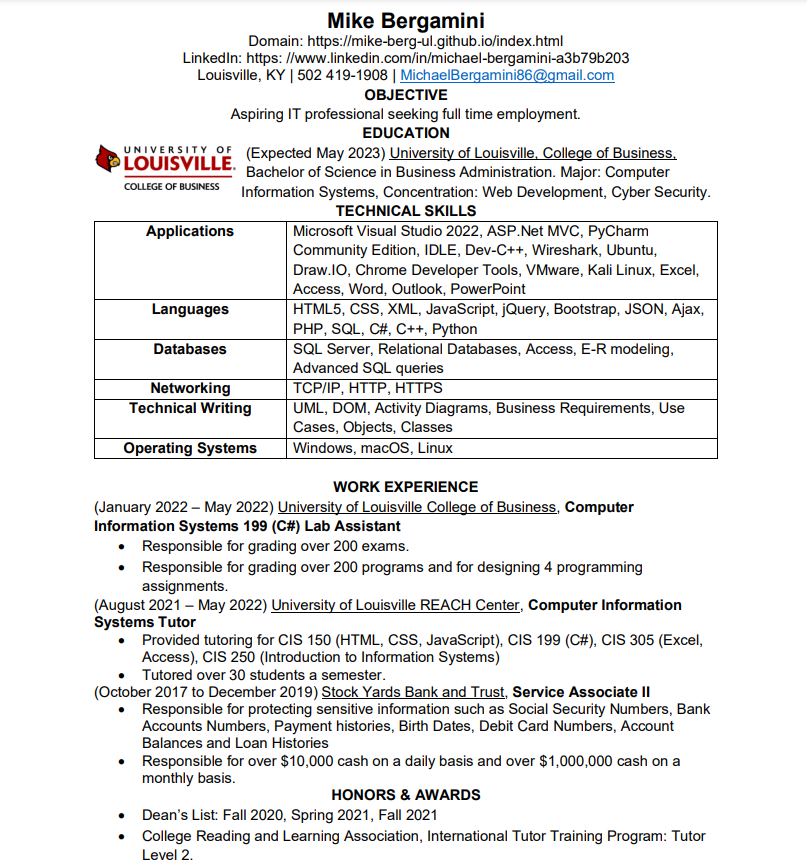 Mike Bergamini
Domain: https://mike-berg-ul.github.io/index.html
LinkedIn: https: //www.linkedin.com/in/michael-bergamini-a3b79b203
Louisville, KY | 502 419-1908 | MichaelBergamini86@gmail.com
OBJECTIVE
Aspiring IT professional seeking full time employment.
EDUCATION
UNIVERSITY OF
LOUISVILLE.
COLLEGE OF BUSINESS
(Expected May 2023) University of Louisville, College of Business,
Bachelor of Science in Business Administration. Major: Computer
Information Systems, Concentration: Web Development, Cyber Security.
TECHNICAL SKILLS
Applications
Microsoft Visual Studio 2022, ASP.Net MVC, PyCharm
Community Edition, IDLE, Dev-C++, Wireshark, Ubuntu,
Draw.IO, Chrome Developer Tools, VMware, Kali Linux, Excel,
Access, Word, Outlook, PowerPoint
Languages
HTML5, CSS, XML, JavaScript, jQuery, Bootstrap, JSON, Ajax,
PHP, SQL, C#, C++, Python
Databases
SQL Server, Relational Databases, Access, E-R modeling,
Advanced SQL queries
Networking
TCP/IP, HTTP, HTTPS
Technical Writing
UML, DOM, Activity Diagrams, Business Requirements, Use
Cases, Objects, Classes
Operating Systems
Windows, macOS, Linux
WORK EXPERIENCE
(January 2022 – May 2022) University of Louisville College of Business, Computer
Information Systems 199 (C#) Lab Assistant
• Responsible for grading over 200 exams.
• Responsible for grading over 200 programs and for designing 4 programming
assignments.
(August 2021 – May 2022) University of Louisville REACH Center, Computer Information
Systems Tutor
• Provided tutoring for CIS 150 (HTML, CSS, JavaScript), CIS 199 (C#), CIS 305 (Excel,
Access), CIS 250 (Introduction to Information Systems)
• Tutored over 30 students a semester.
(October 2017 to December 2019) Stock Yards Bank and Trust, Service Associate II
• Responsible for protecting sensitive information such as Social Security Numbers, Bank
Accounts Numbers, Payment histories, Birth Dates, Debit Card Numbers, Account
Balances and Loan Histories
• Responsible for over $10,000 cash on a daily basis and over $1,000,000 cash on a
monthly basis.
HONORS & AWARDS
• Dean’s List: Fall 2020, Spring 2021, Fall 2021
• College Reading and Learning Association, International Tutor Training Program: Tutor
Level 2.